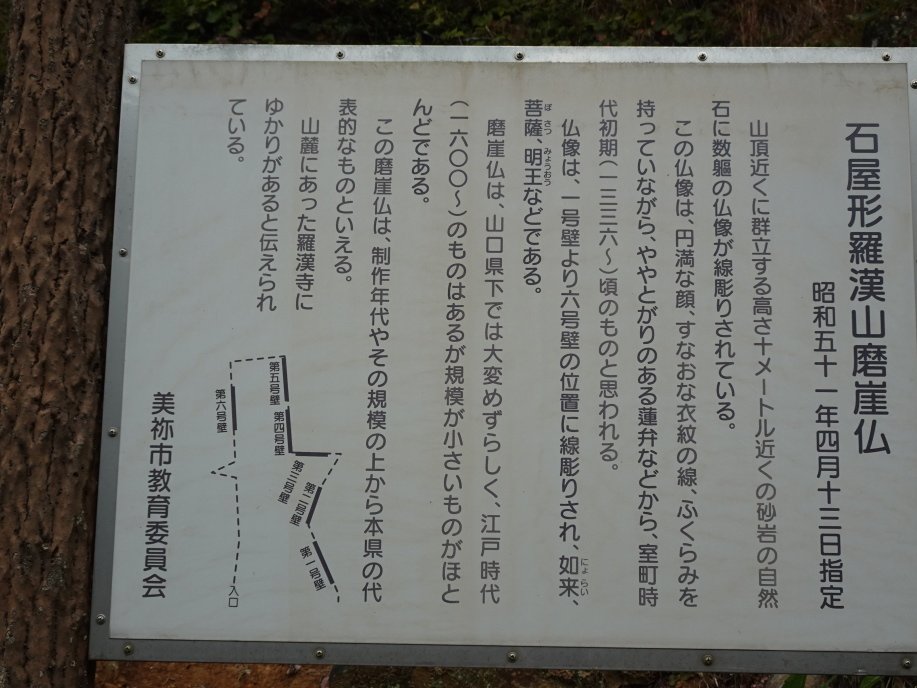 石屋形羅漢山磨崖仏
昭和五十一年四月十三日指定
山頂近くに群立する高さ十メートル近くの砂岩の自然
石に数軀の仏像が線彫りされている。
この仏像は、円満な顔、すなおな衣紋の線、ふくらみを
持っていながら、ややとがりのある蓮弁などから、室町時
代初期(一三三六〜)頃のものと思われる。
仏像は、一号壁より六号壁の位置に線彫りされ、如来、
にょらい
菩薩、明王などである。
ぼさつ
みょうおう
磨崖仏は、山口県下では大変めずらしく、江戸時代
(一六〇〇〜)のものはあるが規模が小さいものがほと
んどである。
この磨崖仏は、制作年代やその規模の上から本県の代
表的なものといえる。
山麓にあった羅漢寺に
ゆかりがあると伝えられ
ている。
第一号壁
第二号壁
第三号壁
第四号壁
第五号壁
第六号壁
入口
美祢市教育委員会